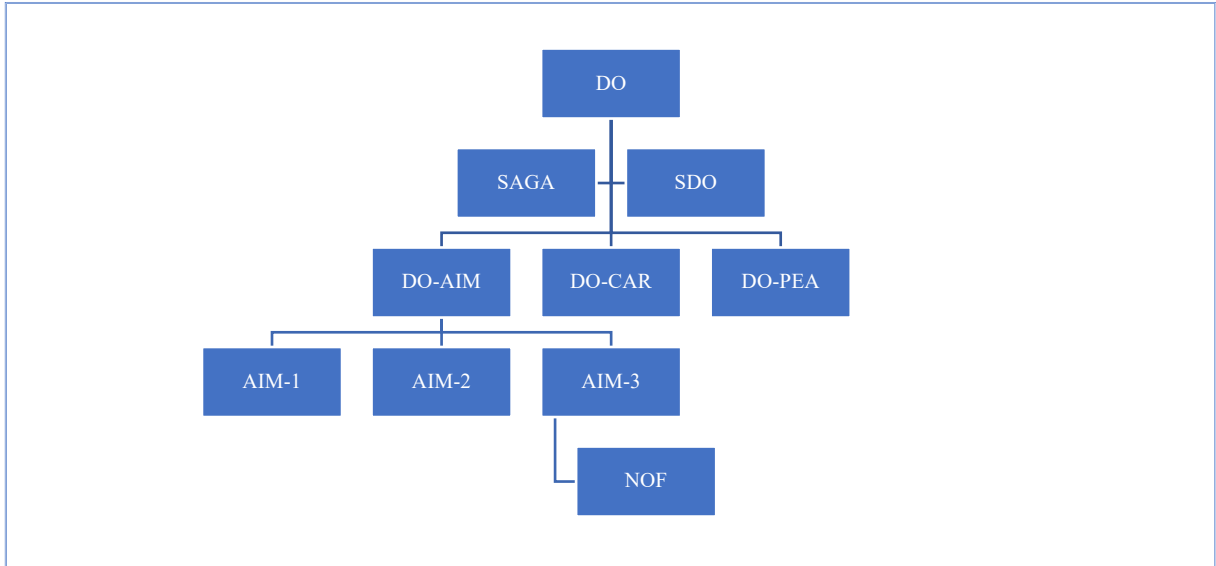 DO
SAGA
SDO
DO-AIM
DO-CAR
DO-PEA
AIM-1
AIM-2
AIM-3
NOF